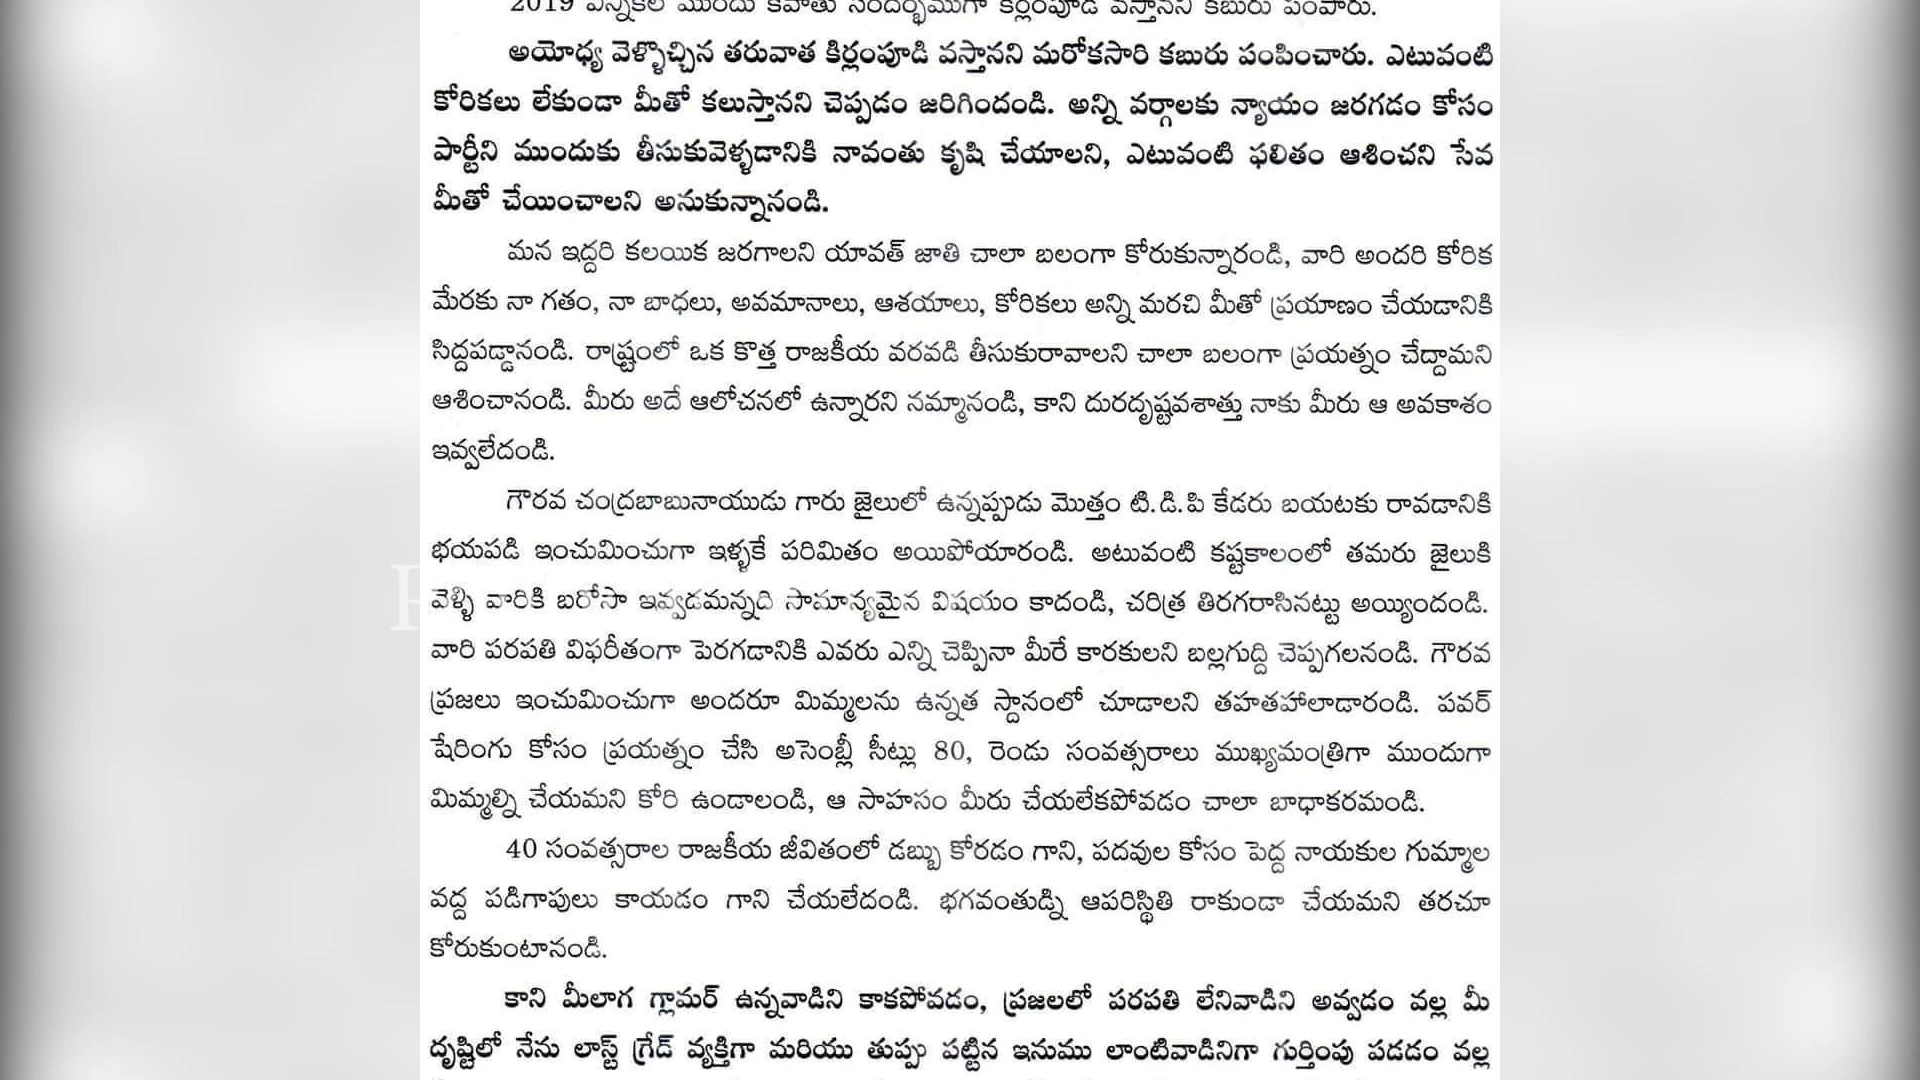 2019 ఎన్నికల ముందు కవాతు సందర్భముగా కిర్లంపూడి వస్తానని కబురు పంపారు.
అయోధ్య వెళ్ళొచ్చిన తరువాత కిర్లంపూడి వస్తానని మరోకసారి కబురు పంపించారు. ఎటువంటి
కోరికలు లేకుండా మీతో కలుస్తానని చెప్పడం జరిగిందండి. అన్ని వర్గాలకు న్యాయం జరగడం కోసం
పార్టీని ముందుకు తీసుకువెళ్ళడానికి నావంతు కృషి చేయాలని, ఎటువంటి ఫలితం ఆశించని సేవ
మీతో చేయించాలని అనుకున్నానండి.
మన ఇద్దరి కలయిక జరగాలని యావత్ జాతి చాలా బలంగా కోరుకున్నారండి, వారి అందరి కోరిక
మేరకు నా గతం, నా బాధలు, అవమానాలు, ఆశయాలు, కోరికలు అన్ని మరచి మీతో ప్రయాణం చేయడానికి
సిద్దపడ్డానండి. రాష్ట్రంలో ఒక కొత్త రాజకీయ వరవడి తీసుకురావాలని చాలా బలంగా ప్రయత్నం చేద్దామని
ఆశించానండి. మీరు అదే ఆలోచనలో ఉన్నారని నమ్మానండి, కాని దురదృష్టవశాత్తు నాకు మీరు ఆ అవకాశం
ఇవ్వలేదండి.
గౌరవ చంద్రబాబునాయుడు గారు జైలులో ఉన్నప్పుడు మొత్తం టి.డి.పి కేడరు బయటకు రావడానికి
భయపడి ఇంచుమించుగా ఇళ్ళకే పరిమితం అయిపోయారండి. అటువంటి కష్టకాలంలో తమరు జైలుకి
వెళ్ళి వారికి బరోసా ఇవ్వడమన్నది సామాన్యమైన విషయం కాదండి, చరిత్ర తిరగరాసినట్టు అయ్యిందండి.
వారి పరపతి విఫరీతంగా పెరగడానికి ఎవరు ఎన్ని చెప్పినా మీరే కారకులని బల్లగుద్ది చెప్పగలనండి. గౌరవ
ప్రజలు ఇంచుమించుగా అందరూ మిమ్మలను ఉన్నత స్దానంలో చూడాలని తహతహాలాడారండి. పవర్
షేరింగు కోసం ప్రయత్నం చేసి అసెంబ్లీ సీట్లు 80, రెండు సంవత్సరాలు ముఖ్యమంత్రిగా ముందుగా
మిమ్మల్ని చేయమని కోరి ఉండాలండి, ఆ సాహసం మీరు చేయలేకపోవడం చాలా బాధాకరమండి.
40 సంవత్సరాల రాజకీయ జీవితంలో డబ్బు కోరడం గాని, పదవుల కోసం పెద్ద నాయకుల గుమ్మాల
వద్ద పడిగాపులు కాయడం గాని చేయలేదండి. భగవంతుడ్ని ఆపరిస్థితి రాకుండా చేయమని తరచూ
కోరుకుంటానండి.
కాని మీలాగ గ్లామర్ ఉన్నవాడిని కాకపోవడం, ప్రజలలో పరపతి లేనివాడిని అవ్వడం వల్ల మీ
దృష్టిలో నేను లాస్ట్ గ్రేడ్ వ్యక్తిగా మరియు తుప్పు పట్టిన ఇనుము లాంటివాడినిగా గుర్తింపు పడడం వల్ల